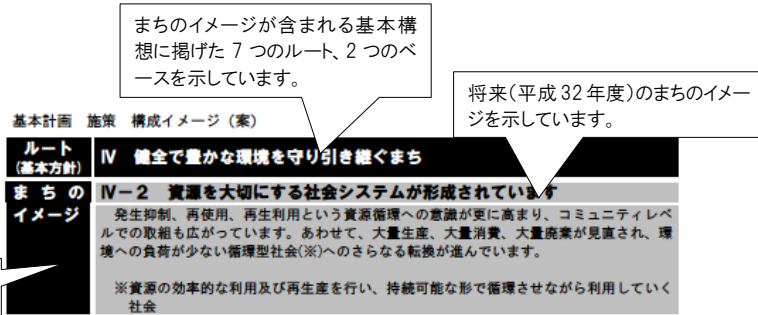 まちのイメージが含まれる基本構
想に掲げた 7 つのルート、2 つのベ
ースを示しています。
将来(平成 32 年度)のまちのイメー
ジを示しています。
基本計画 施策 構成イメージ（案）
ルート
(基本方針)
Ⅳ 健全で豊かな環境を守り引き継ぐまち
まちの
イメージ
Ⅳ－２ 資源を大切にする社会システムが形成されています
発生抑制、再使用、再生利用という資源循環への意識が更に高まり、コミュニティレベ
ルでの取組も広がっています。あわせて、大量生産、大量消費、大量廃棄が見直され、環
境への負荷が少ない循環型社会(※)へのさらなる転換が進んでいます。
※資源の効率的な利用及び再生産を行い、持続可能な形で循環させながら利用していく
社会